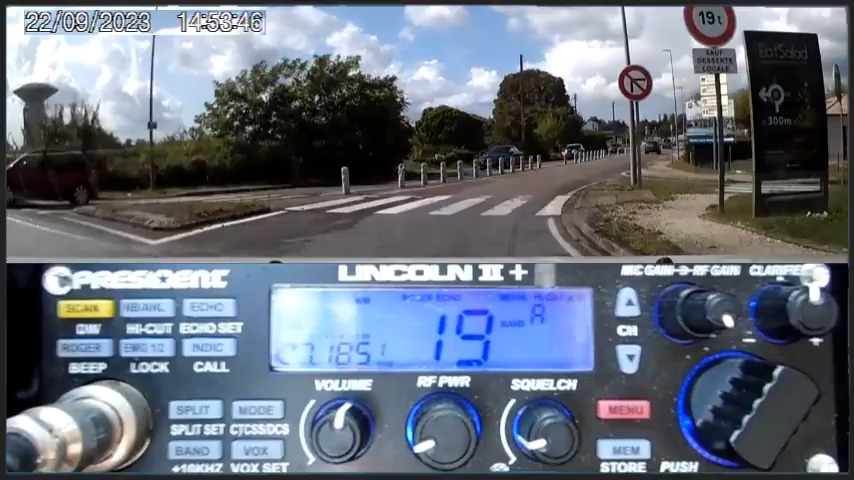 22/09/2023 14:53:46
19t
SAUF
DESSERTE
LOCALE
EatSalad
300m
PRESIDENT
LINCOLN II +
MIC GAIN RF GAIN CLARIFIER
SCAN NB/ANL ECHO
DW HI-CUT ECHO SET
ROGER EMG 1/2 INDIC
BEEP LOCK CALL
19
BAND A
27.1851
CH
VOLUME RF PWR SQUELCH
SPLIT MODE
SPLIT SET CTCSS/DCS
BAND VOX
+10KHZ VOX SET
MENU
MEM
STORE PUSH